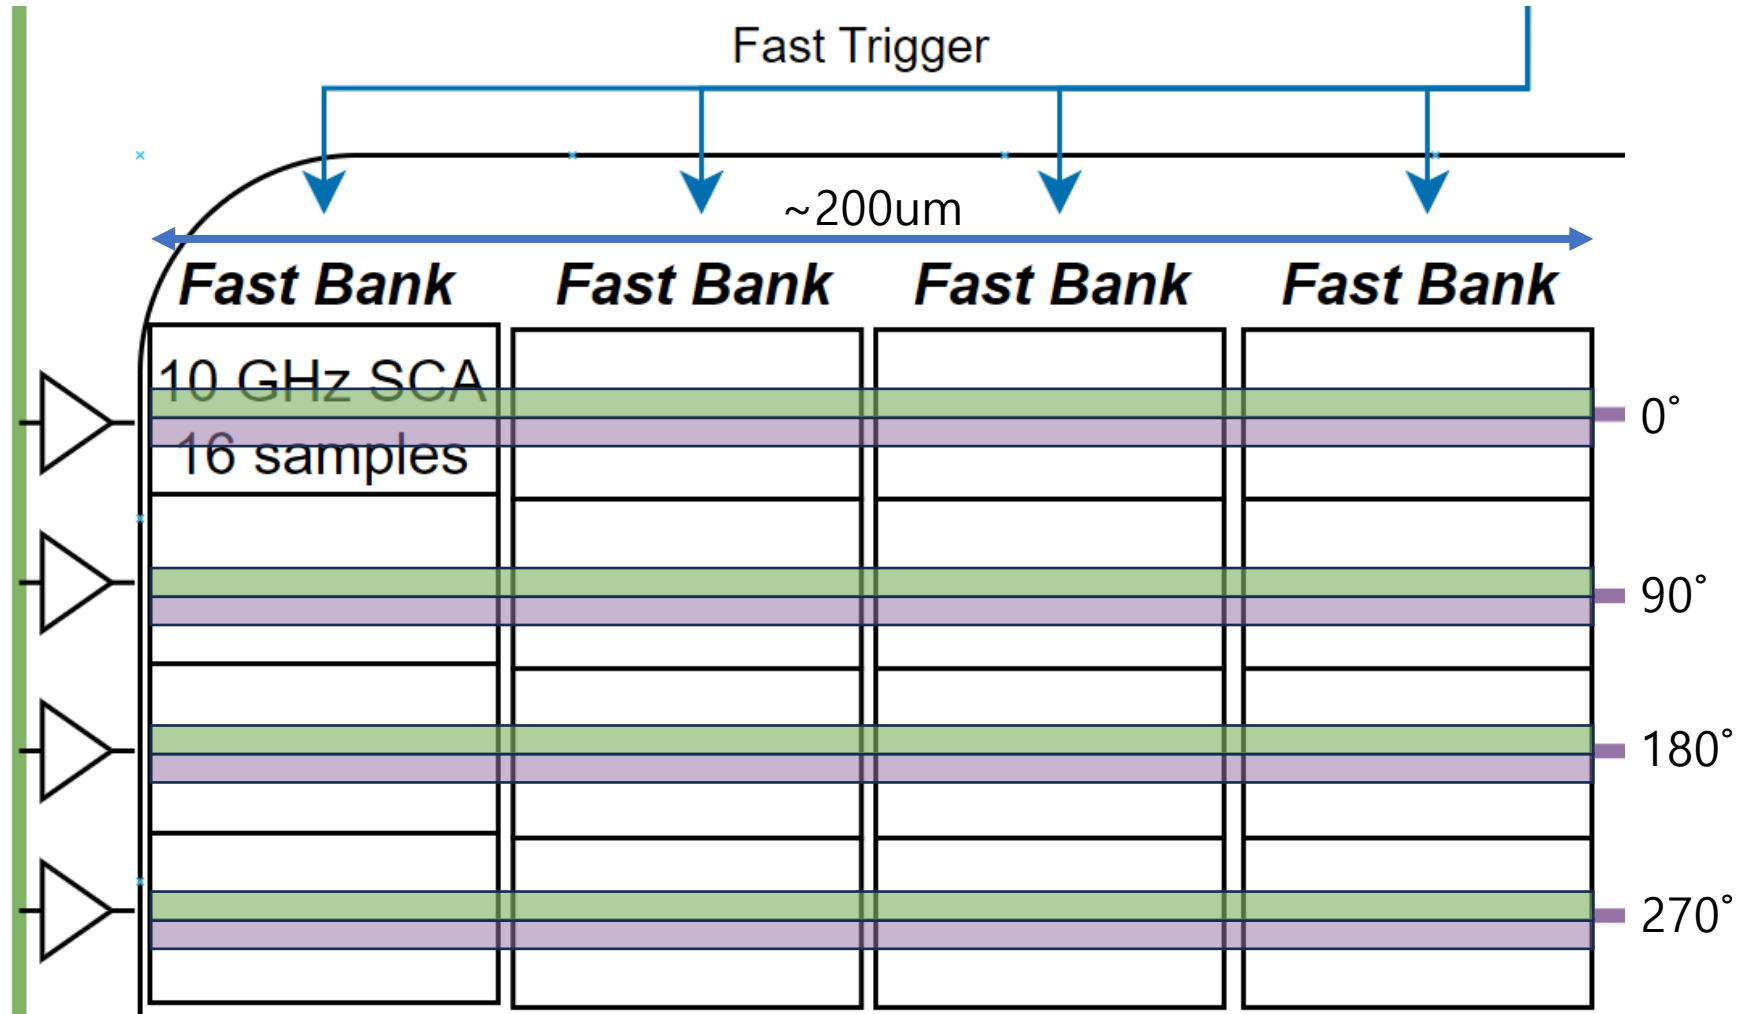 Fast Trigger
~200um
Fast Bank Fast Bank Fast Bank Fast Bank
10 GHz SCA
16 samples
0°
90°
180°
270°